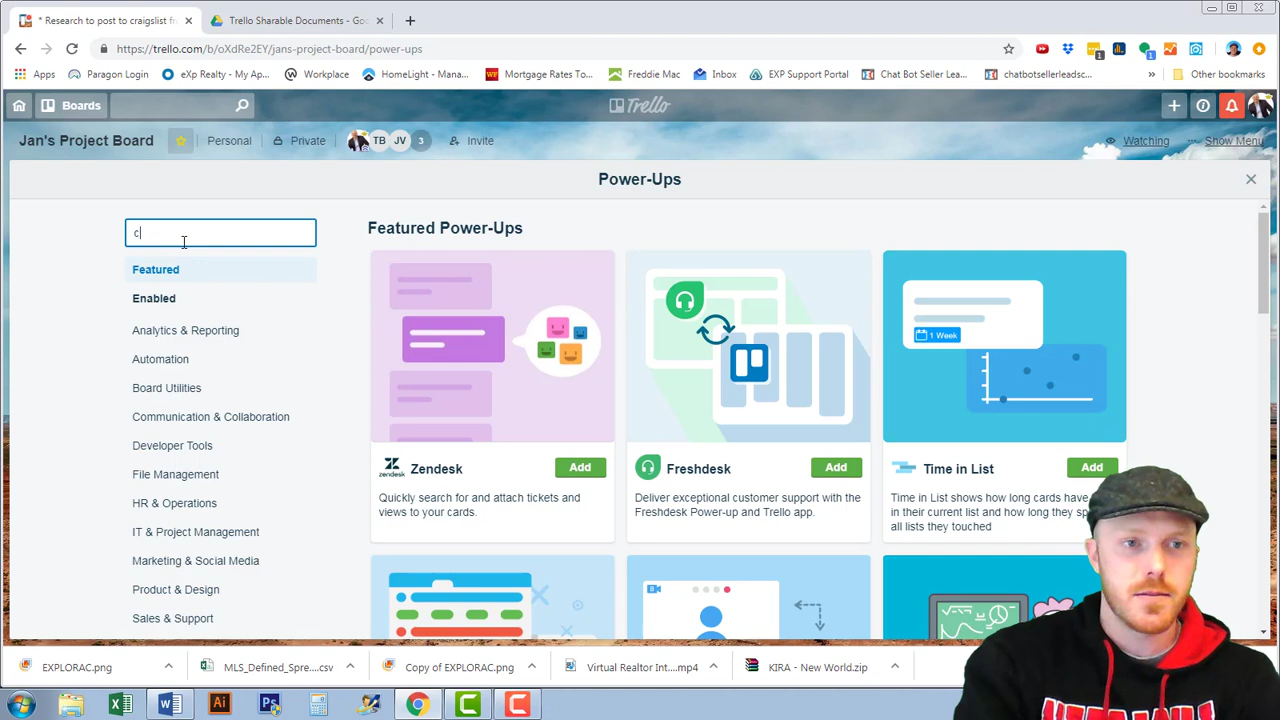 * Research to post to craigslist fr
Trello Sharable Documents - Goo
https://trello.com/b/oXdRe2EY/jans-project-board/power-ups
Apps
Paragon Login
eXp Realty - My Ap...
Workplace
HomeLight - Mana...
Mortgage Rates To...
Freddie Mac
Inbox
EXP Support Portal
Chat Bot Seller Lea...
chatbotsellerleadsc...
Other bookmarks
Boards
Trello
Jan's Project Board
Personal
Private
TB
JV
3
Invite
Watching
Show Menu
Power-Ups
c
Featured
Enabled
Analytics & Reporting
Automation
Board Utilities
Communication & Collaboration
Developer Tools
File Management
HR & Operations
IT & Project Management
Marketing & Social Media
Product & Design
Sales & Support
Featured Power-Ups
1 Week
zendesk
Zendesk
Add
Quickly search for and attach tickets and
views to your cards.
Freshdesk
Add
Deliver exceptional customer support with the
Freshdesk Power-up and Trello app.
Time in List
Add
Time in List shows how long cards have
in their current list and how long they sp
all lists they touched
EXPLORAC.png
MLS_Defined_Spre....csv
Copy of EXPLORAC.png
Virtual Realtor Int....mp4
KIRA - New World.zip